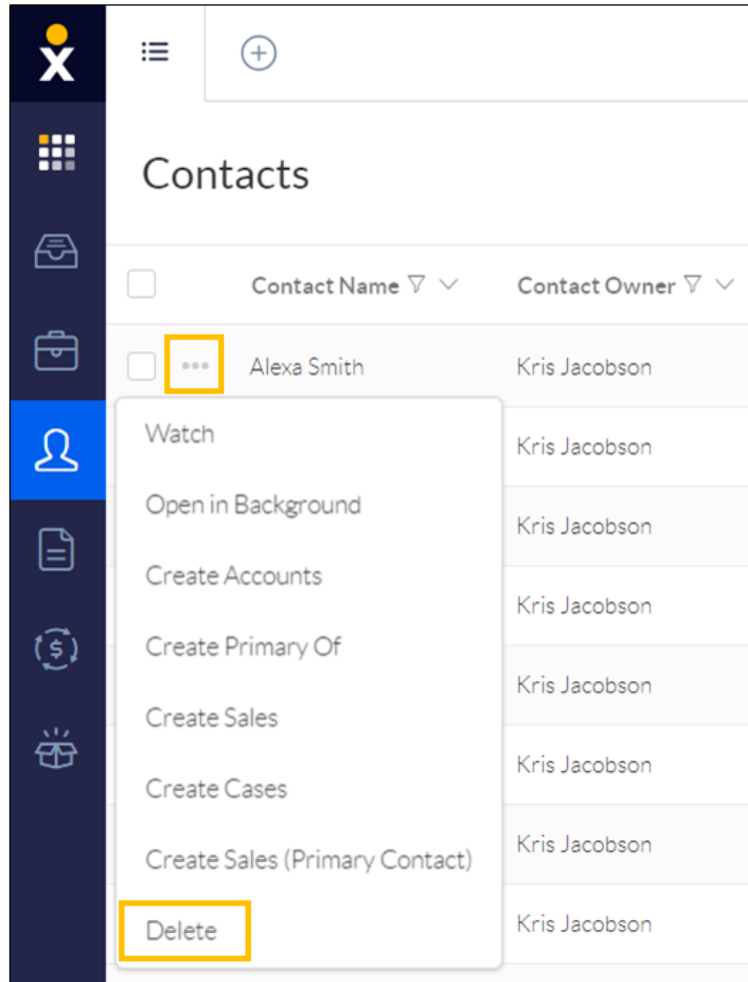 Contacts
Contact Name Contact Owner
Alexa Smith Kris Jacobson
Watch Kris Jacobson
Open in Background
Kris Jacobson
Create Accounts
Kris Jacobson
Create Primary Of
Kris Jacobson
Create Sales
Kris Jacobson
Create Cases
Create Sales (Primary Contact) Kris Jacobson
Delete Kris Jacobson